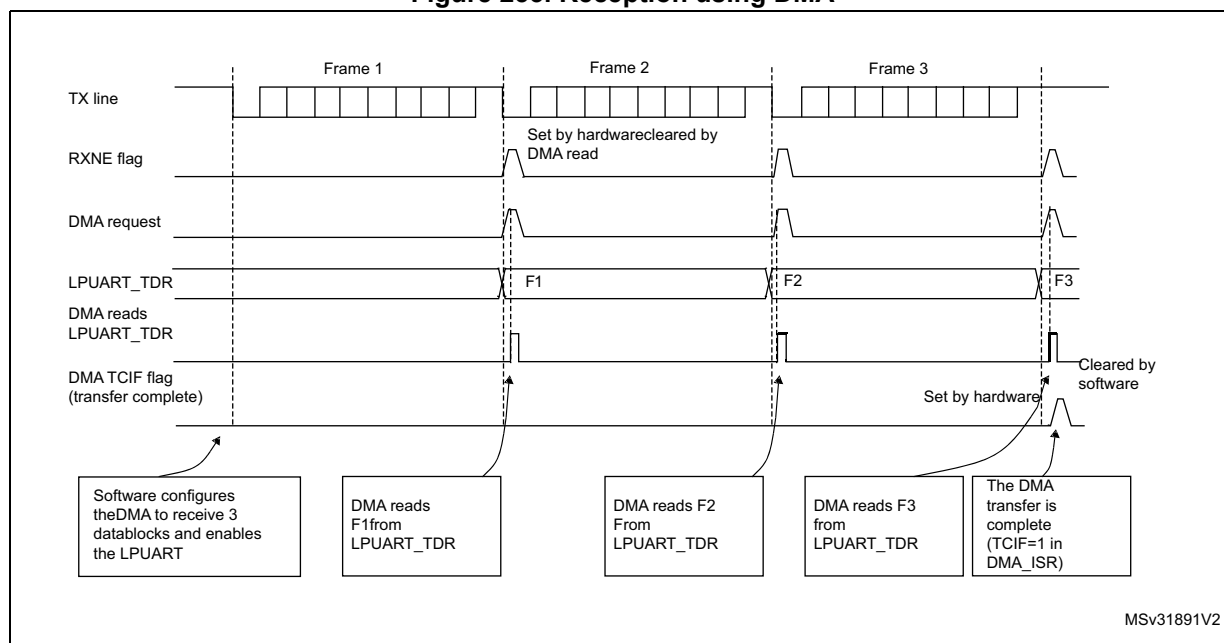 Frame 1
Frame 2
Frame 3
TX line
Set by hardwarecleared by
DMA read
RXNE flag
DMA request
LPUART_TDR
F1
F2
F3
DMA reads
LPUART_TDR
Cleared by
software
DMA TCIF flag
(transfer complete)
Set by hardware
Software configures
theDMA to receive 3
datablocks and enables
the LPUART
DMA reads
F1from
LPUART_TDR
DMA reads F2
From
LPUART_TDR
DMA reads F3
from
LPUART_TDR
The DMA
transfer is
complete
(TCIF=1 in
DMA_ISR)
MSv31891V2